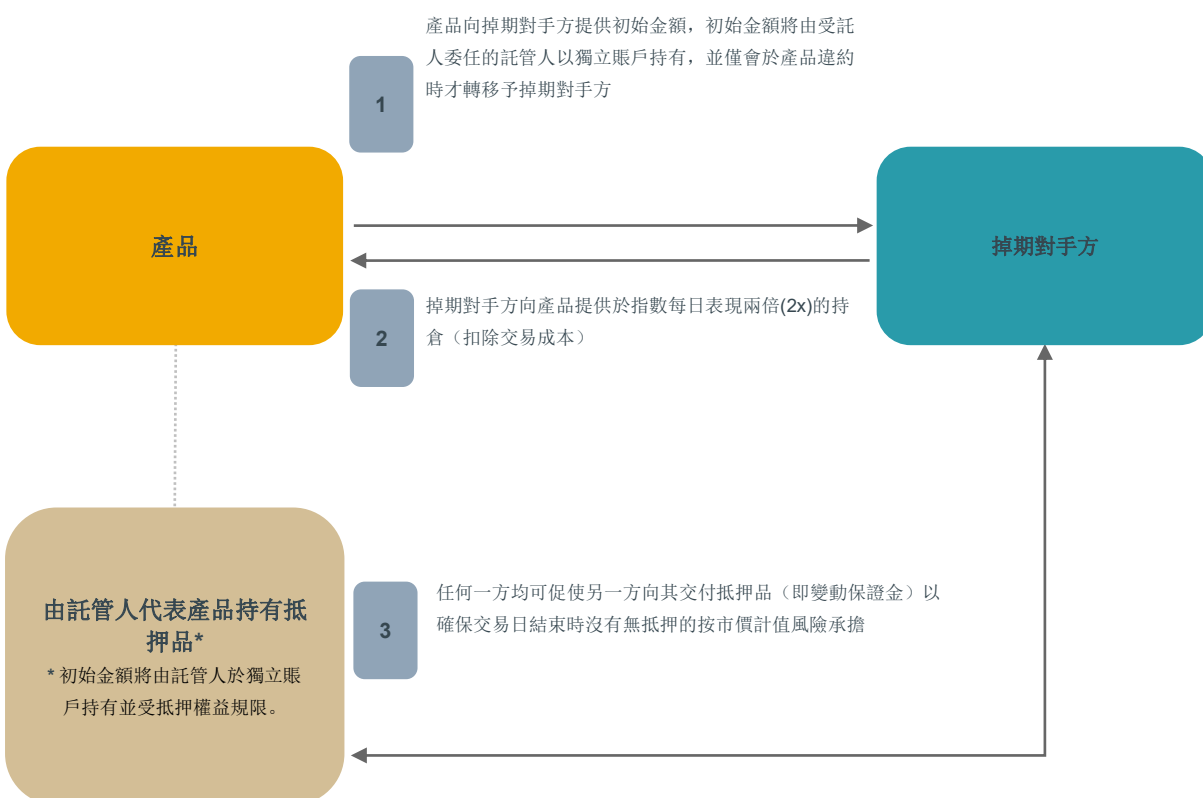 產品向掉期對手方提供初始金額，初始金額將由受託
人委任的託管人以獨立賬戶持有，並僅會於產品違約
時才轉移予掉期對手方
1
產品
掉期對手方
2
掉期對手方向產品提供於指數每日表現兩倍(2x)的持
倉（扣除交易成本）
由託管人代表產品持有抵
押品*
* 初始金額將由託管人於獨立賬
戶持有並受抵押權益規限。
3
任何一方均可促使另一方向其交付抵押品（即變動保證金）以
確保交易日結束時沒有無抵押的按市價計值風險承擔